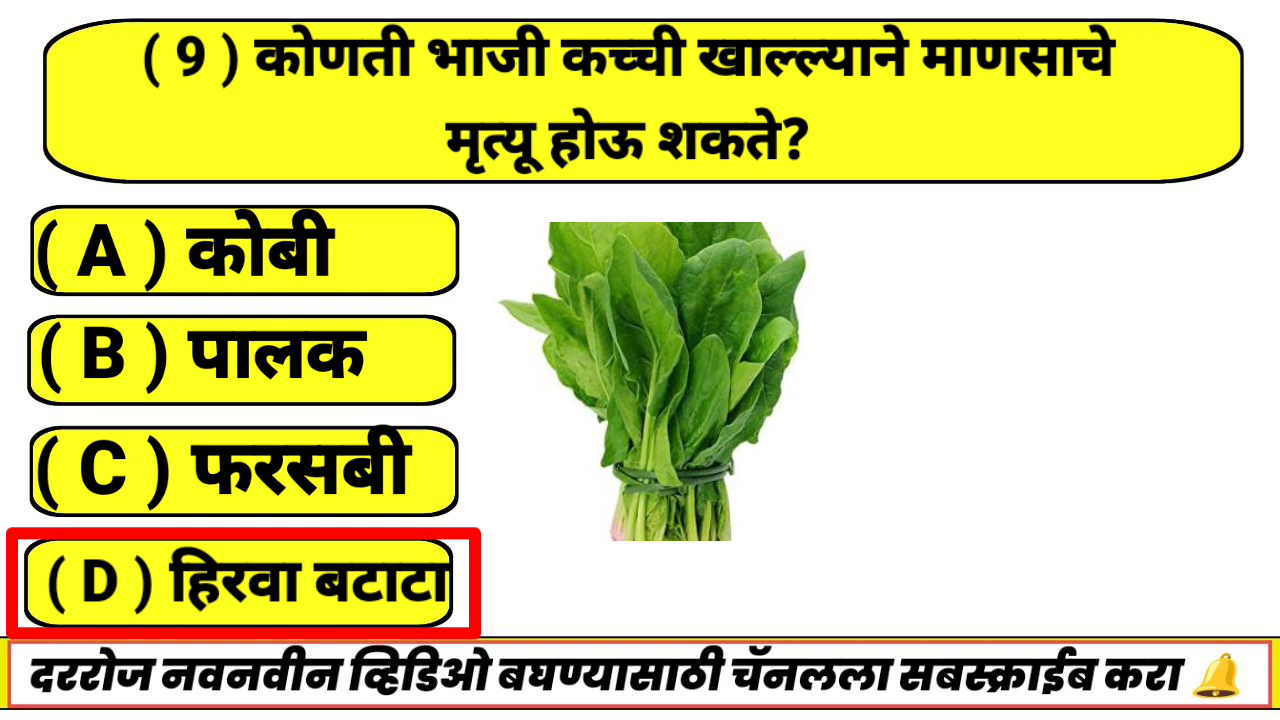 ( 9 ) कोणती भाजी कच्ची खाल्ल्याने माणसाचे
मृत्यू होऊ शकते?
( A ) कोबी
( B ) पालक
( C ) फरसबी
( D ) हिरवा बटाटा
दररोज नवनवीन व्हिडिओ बघण्यासाठी चॅनलला सबस्क्राईब करा 🔔